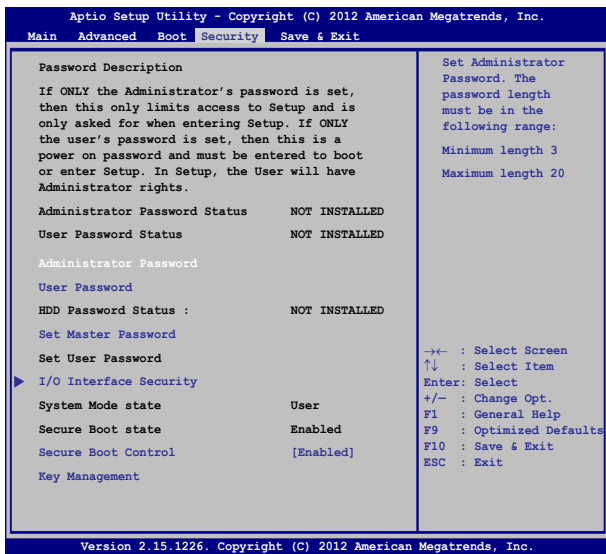 Aptio Setup Utility - Copyright (C) 2012 American Megatrends, Inc.
Main Advanced Boot Security Save & Exit
Password Description
If ONLY the Administrator's password is set,
then this only limits access to Setup and is
only asked for when entering Setup. If ONLY
the user's password is set, then this is a
power on password and must be entered to boot
or enter Setup. In Setup, the User will have
Administrator rights.
Administrator Password Status NOT INSTALLED
User Password Status NOT INSTALLED
Administrator Password
User Password
HDD Password Status : NOT INSTALLED
Set Master Password
Set User Password
I/O Interface Security
System Mode state User
Secure Boot state Enabled
Secure Boot Control [Enabled]
Key Management
Set Administrator
Password. The
password length
must be in the
following range:
Minimum length 3
Maximum length 20
→← : Select Screen
↑↓ : Select Item
Enter: Select
+/— : Change Opt.
F1 : General Help
F9 : Optimized Defaults
F10 : Save & Exit
ESC : Exit
Version 2.15.1226. Copyright (C) 2012 American Megatrends, Inc.